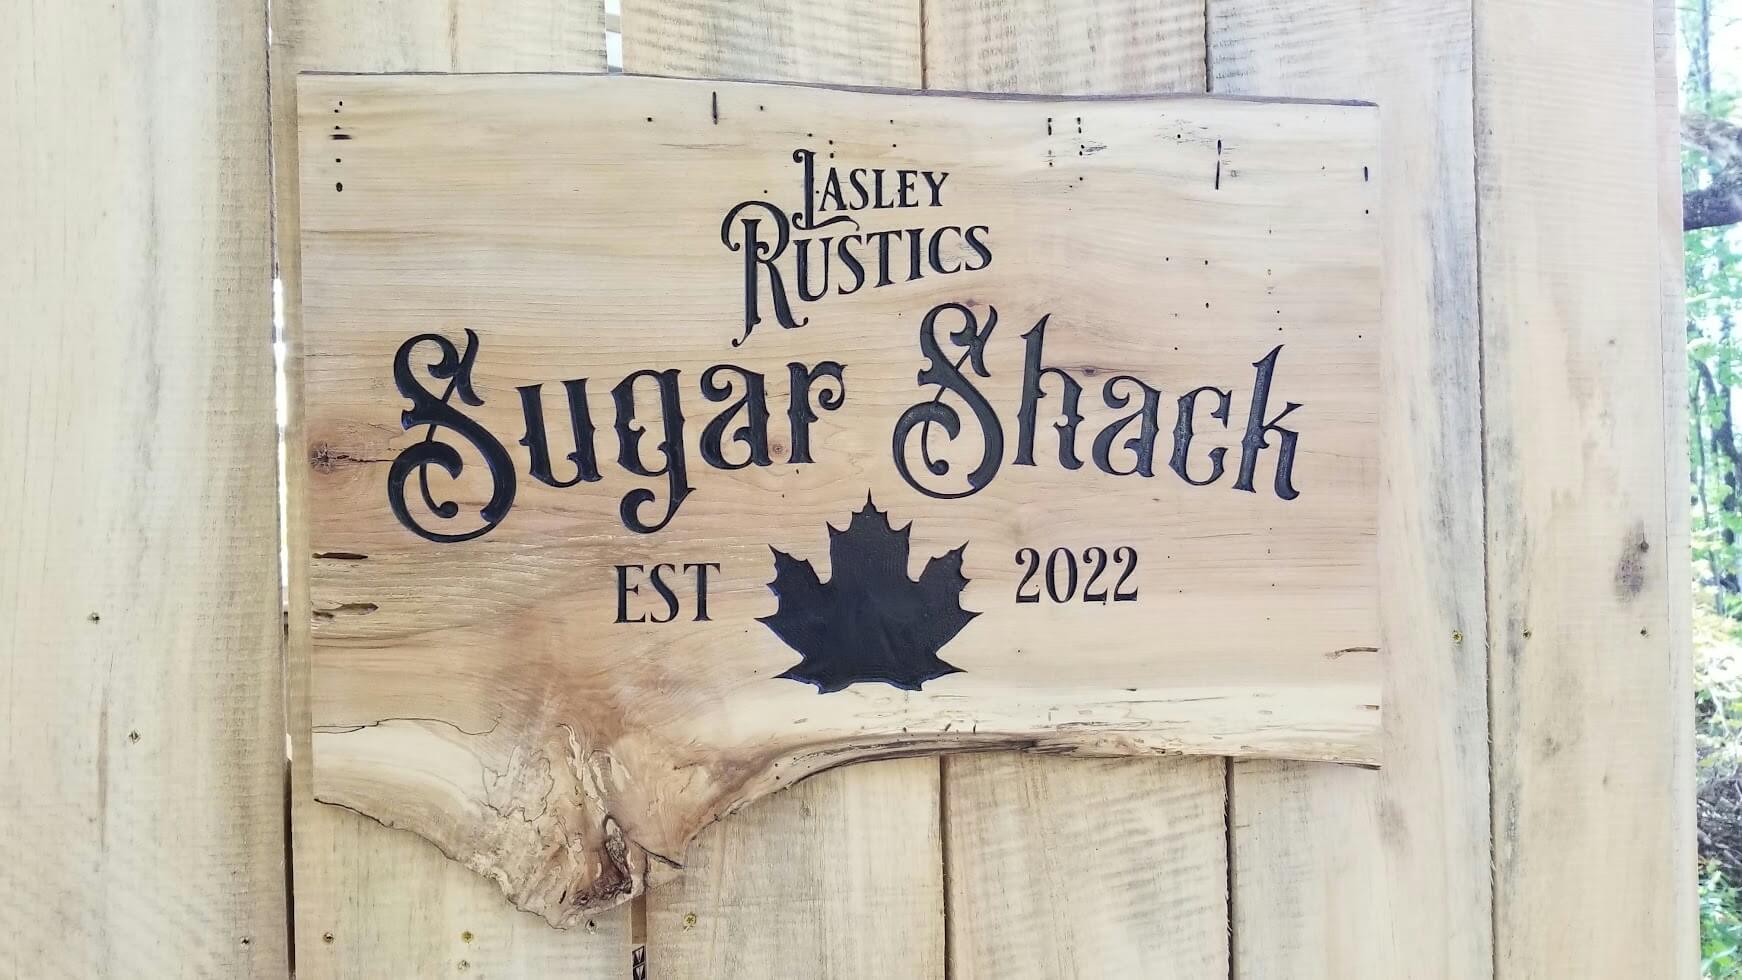 Lasley
Rustics
Sugar Shack
EST 2022